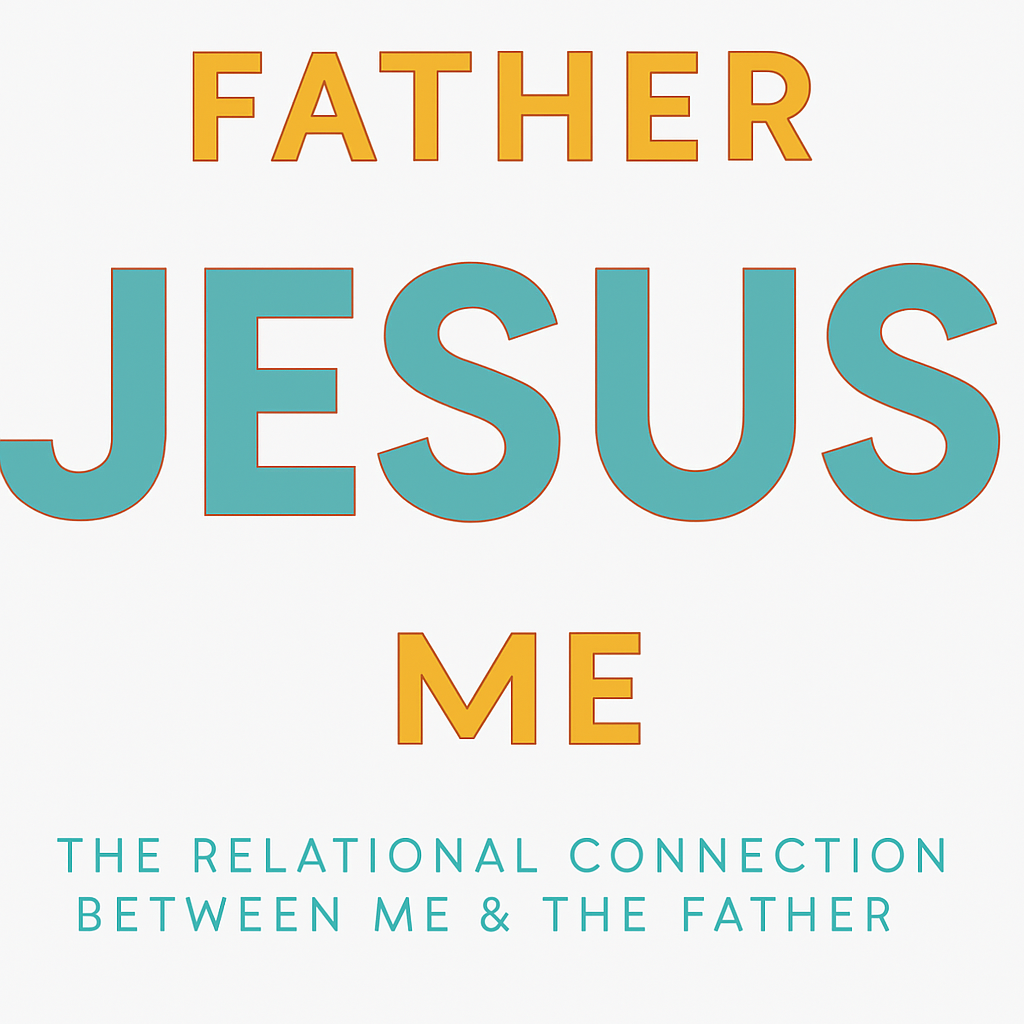 FATHER
JESUS
ME
THE RELATIONAL CONNECTION
BETWEEN ME & THE FATHER